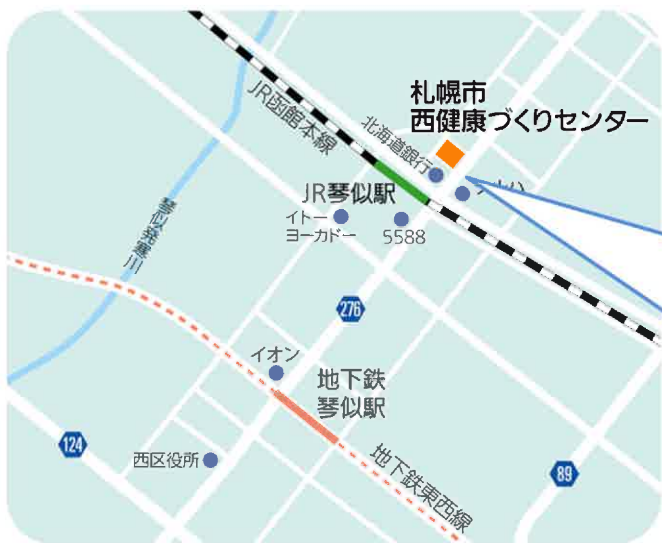 JR函館本線
札幌市
西健康づくりセンター
北海道銀行
JR琴似駅
イトー
ヨーカドー
5588
琴似発寒川
276
イオン
地下鉄
琴似駅
124
西区役所
地下鉄東西線
89